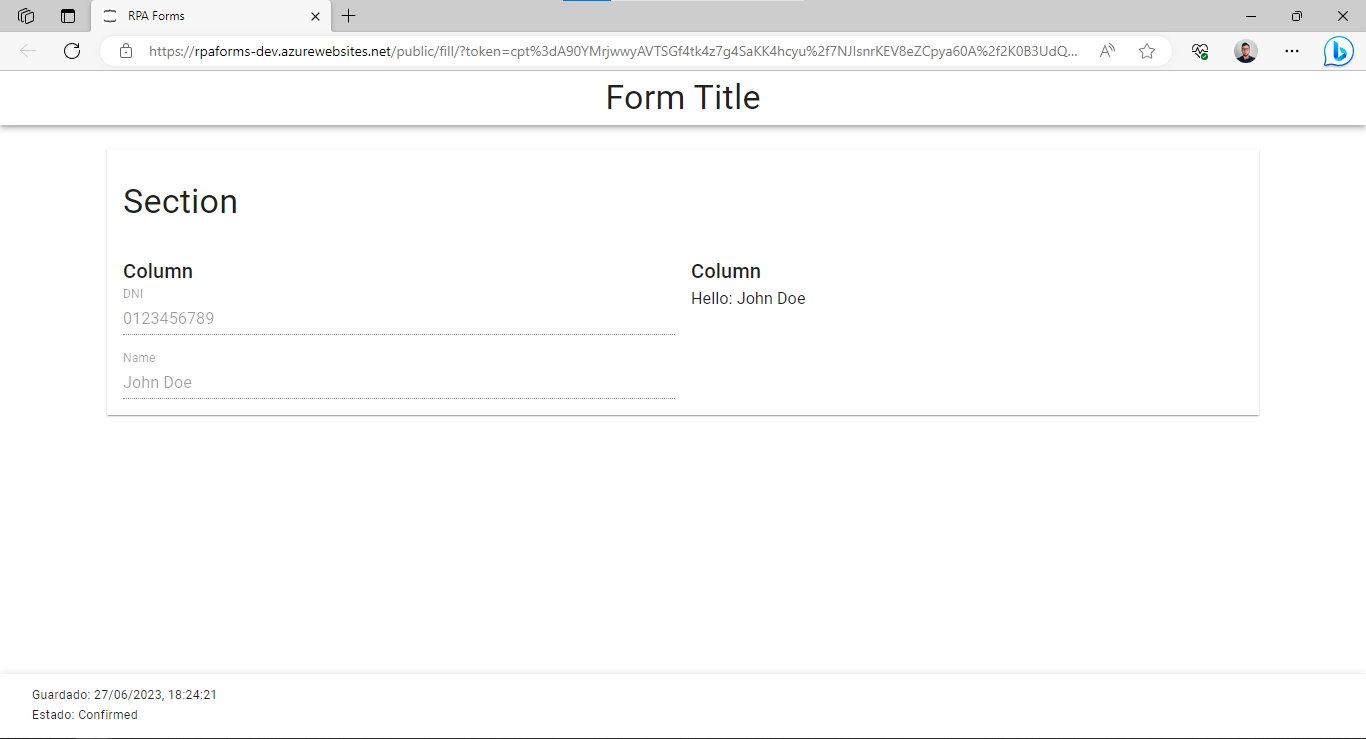 RPA Forms
https://rpaforms-dev.azurewebsites.net/public/fill/?token=cpt%3dA90YMrjwwyAVTSGf4tk4z7g4SaKK4hcyu%2f7NJIsnrKEV8eZCpya60A%2f2K0B3UdQ...
Form Title
Section
Column
DNI
0123456789
Name
John Doe
Column
Hello: John Doe
Guardado: 27/06/2023, 18:24:21
Estado: Confirmed